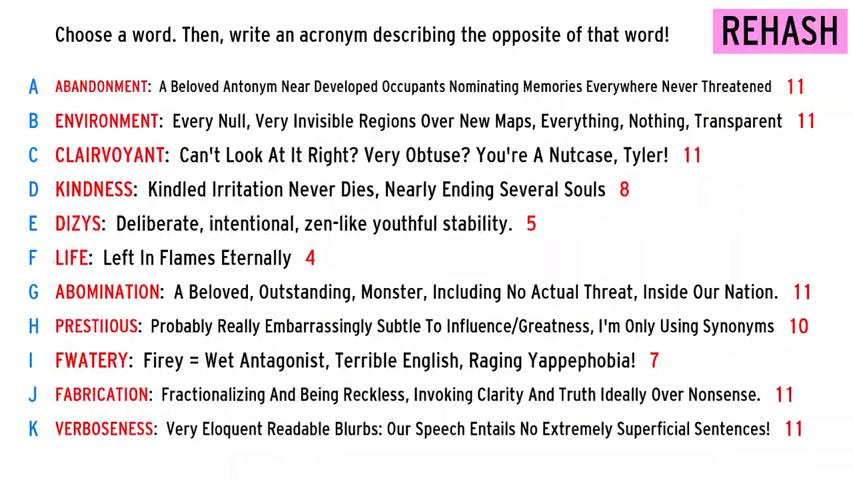 Choose a word. Then, write an acronym describing the opposite of that word!
REHASH
A ABANDONMENT: A Beloved Antonym Near Developed Occupants Nominating Memories Everywhere Never Threatened 11
B ENVIRONMENT: Every Null, Very Invisible Regions Over New Maps, Everything, Nothing, Transparent 11
C CLAIRVOYANT: Can't Look At It Right? Very Obtuse? You're A Nutcase, Tyler! 11
D KINDNESS: Kindled Irritation Never Dies, Nearly Ending Several Souls 8
E DIZYS: Deliberate, intentional, zen-like youthful stability. 5
F LIFE: Left In Flames Eternally 4
G ABOMINATION: A Beloved, Outstanding, Monster, Including No Actual Threat, Inside Our Nation. 11
H PRESTIIOUS: Probably Really Embarrassingly Subtle To Influence/Greatness, I'm Only Using Synonyms 10
I FWATERY: Firey = Wet Antagonist, Terrible English, Raging Yappephobia! 7
J FABRICATION: Fractionalizing And Being Reckless, Invoking Clarity And Truth Ideally Over Nonsense. 11
K VERBOSENESS: Very Eloquent Readable Blurbs: Our Speech Entails No Extremely Superficial Sentences! 11